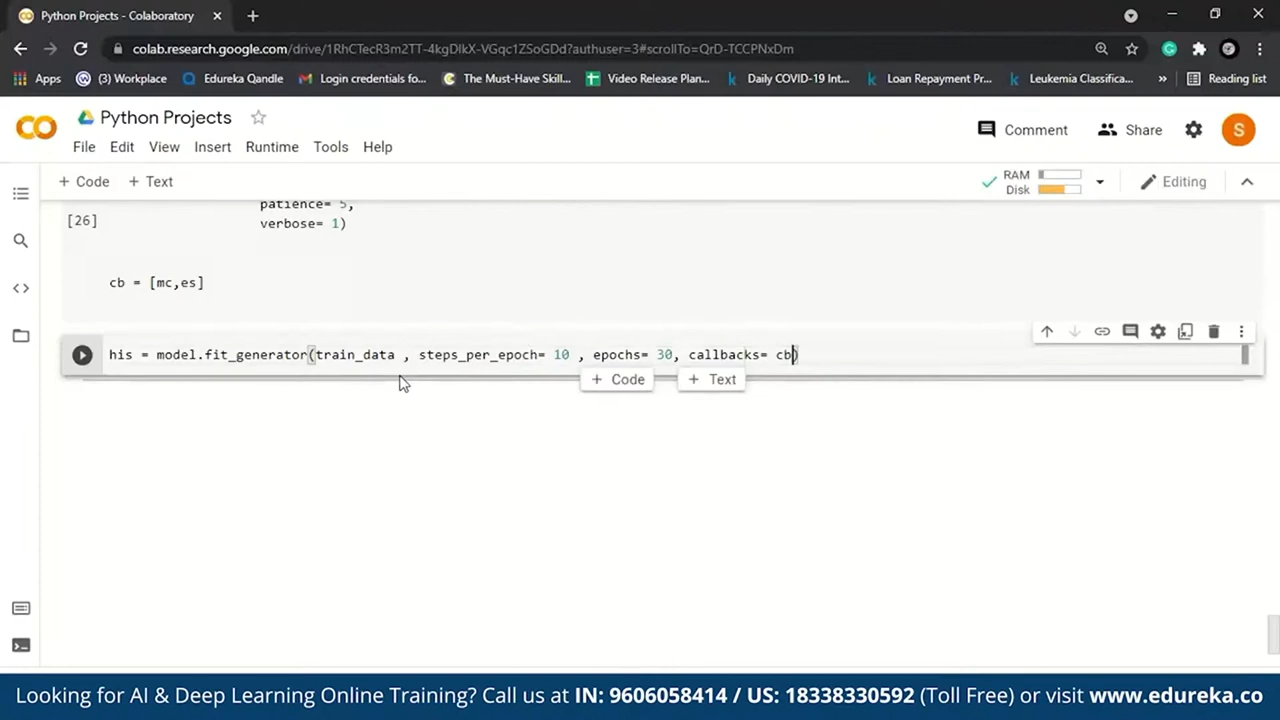 Python Projects - Colaboratory
colab.research.google.com/drive/1RhCTecR3m2TT-4kgDlkX-VGqc1ZSoGDd?authuser=3#scrollTo=QrD-TCCPNxDm
Apps
(3) Workplace
Edureka Qandle
Login credentials fo...
The Must-Have Skill...
Video Release Plan...
Daily COVID-19 Int...
Loan Repayment Pr...
Leukemia Classifica...
»
Reading list
Python Projects
Comment
Share
S
File Edit View Insert Runtime Tools Help
+ Code + Text
RAM
Disk
Editing
patience= 5,
[26]
verbose= 1)
cb = [mc,es]
his = model.fit_generator(train_data , steps_per_epoch= 10 , epochs= 30, callbacks= cb)
+ Code + Text
Looking for AI & Deep Learning Online Training? Call us at IN: 9606058414 / US: 18338330592 (Toll Free) or visit www.edureka.co